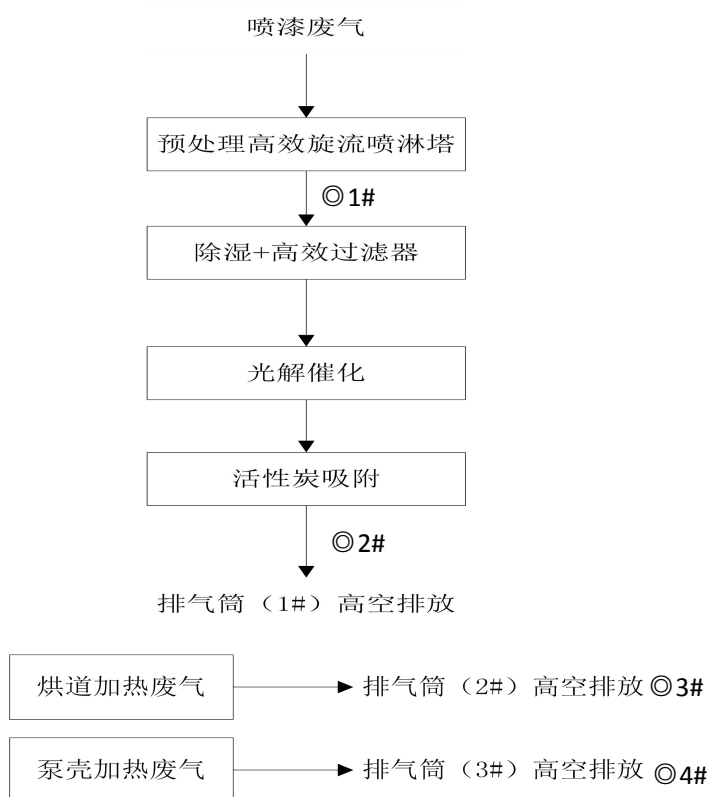 喷漆废气
预处理高效旋流喷淋塔
◎1#
除湿+高效过滤器
光解催化
活性炭吸附
◎2#
排气筒（1#）高空排放
烘道加热废气 排气筒（2#）高空排放 ◎3#
泵壳加热废气 排气筒（3#）高空排放 ◎4#